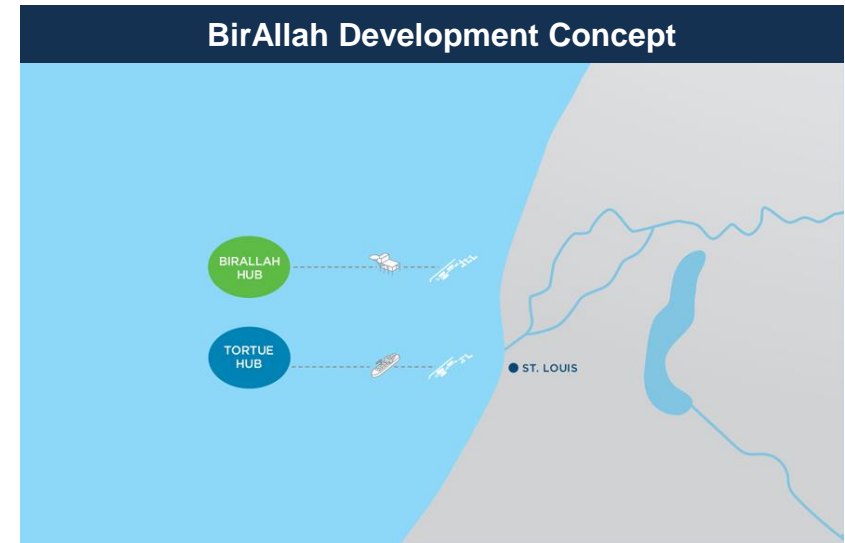 BirAllah Development Concept
BIRALLAH
HUB
TORTUE
HUB
ST. LOUIS